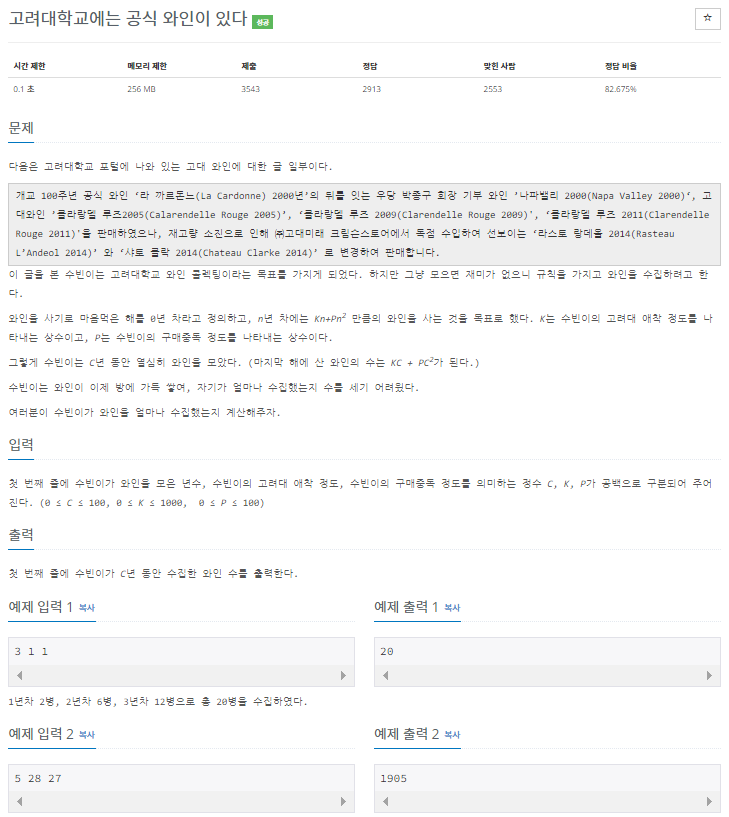 고려대학교에는 공식 와인이 있다 성공
☆
시간 제한 메모리 제한 제출 정답 맞힌 사람 정답 비율
0.1 초 256 MB 3543 2913 2553 82.675%
문제
다음은 고려대학교 포털에 나와 있는 고대 와인에 대한 글 일부이다.
개교 100주년 공식 와인 ‘라 까르돈느(La Cardonne) 2000년’의 뒤를 잇는 우당 박종구 회장 기부 와인 ’나파밸리 2000(Napa Valley 2000)‘, 고
대와인 ’끌라랑델 루즈2005(Calarendelle Rouge 2005)’, ‘끌라랑델 루즈 2009(Clarendelle Rouge 2009)', ‘끌라랑델 루즈 2011(Clarendelle
Rouge 2011)'을 판매하였으나, 재고량 소진으로 인해 ㈜고대미래 크림슨스토어에서 독점 수입하여 선보이는 ‘라스토 랑데올 2014(Rasteau
L’Andeol 2014)’ 와 ‘샤또 끌락 2014(Chateau Clarke 2014)’ 로 변경하여 판매합니다.
이 글을 본 수빈이는 고려대학교 와인 콜렉팅이라는 목표를 가지게 되었다. 하지만 그냥 모으면 재미가 없으니 규칙을 가지고 와인을 수집하려고 한
다.
와인을 사기로 마음먹은 해를 0년 차라고 정의하고, n년 차에는 Kn+Pn² 만큼의 와인을 사는 것을 목표로 했다. K는 수빈이의 고려대 애착 정도를 나
타내는 상수이고, P는 수빈이의 구매중독 정도를 나타내는 상수이다.
그렇게 수빈이는 C년 동안 열심히 와인을 모았다. (마지막 해에 산 와인의 수는 KC + PC²가 된다.)
수빈이는 와인이 이제 방에 가득 쌓여, 자기가 얼마나 수집했는지 수를 세기 어려웠다.
여러분이 수빈이가 와인을 얼마나 수집했는지 계산해주자.
입력
첫 번째 줄에 수빈이가 와인을 모은 년수, 수빈이의 고려대 애착 정도, 수빈이의 구매중독 정도를 의미하는 정수 C, K, P가 공백으로 구분되어 주어
진다. (0 ≤ C ≤ 100, 0 ≤ K ≤ 1000, 0 ≤ P ≤ 100)
출력
첫 번째 줄에 수빈이가 C년 동안 수집한 와인 수를 출력한다.
예제 입력 1 복사
3 1 1
예제 출력 1 복사
20
1년차 2병, 2년차 6병, 3년차 12병으로 총 20병을 수집하였다.
예제 입력 2 복사
5 28 27
예제 출력 2 복사
1905